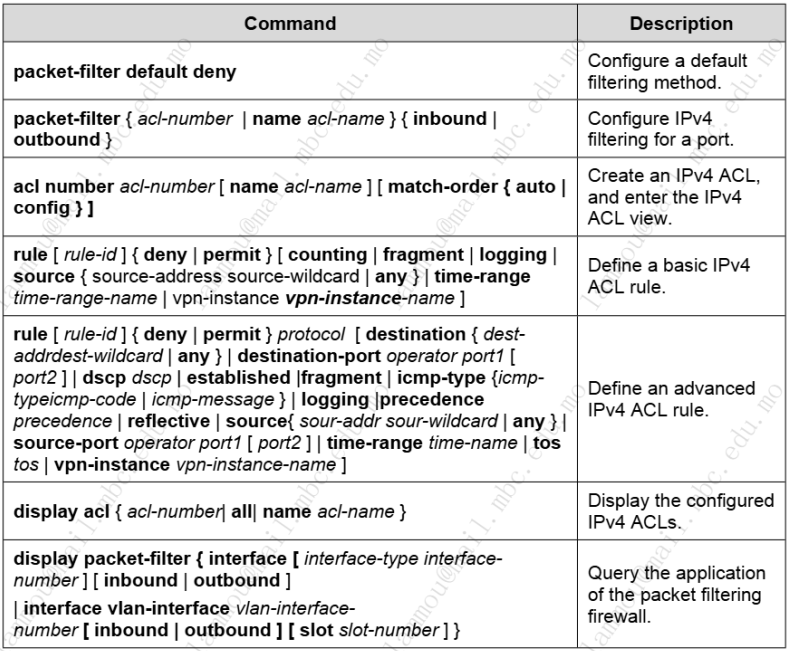 Command Description
packet-filter default deny
Configure a default
filtering method.
packet-filter { acl-number | name acl-name } { inbound |
outbound }
Configure IPv4
filtering for a port.
acl number acl-number [ name acl-name ] [ match-order { auto |
config } ]
Create an IPv4 ACL,
and enter the IPv4
ACL view.
rule [ rule-id ] { deny | permit } [ counting | fragment | logging |
source { source-address source-wildcard | any } | time-range
time-range-name | vpn-instance vpn-instance-name ]
Define a basic IPv4
ACL rule.
rule [ rule-id ] { deny | permit } protocol [ destination { dest-
addrdest-wildcard | any } | destination-port operator port1 [
port2 ] | dscp dscp | established |fragment | icmp-type {icmp-
typeicmp-code | icmp-message } | logging |precedence
precedence | reflective | source{ sour-addr sour-wildcard | any } |
source-port operator port1 [ port2 ] | time-range time-name | tos
tos | vpn-instance vpn-instance-name ]
Define an advanced
IPv4 ACL rule.
display acl { acl-number| all| name acl-name }
Display the configured
IPv4 ACLs.
display packet-filter { interface [ interface-type interface-
number ] [ inbound | outbound ]
| interface vlan-interface vlan-interface-
number [ inbound | outbound ] [ slot slot-number ] }
Query the application
of the packet filtering
firewall.